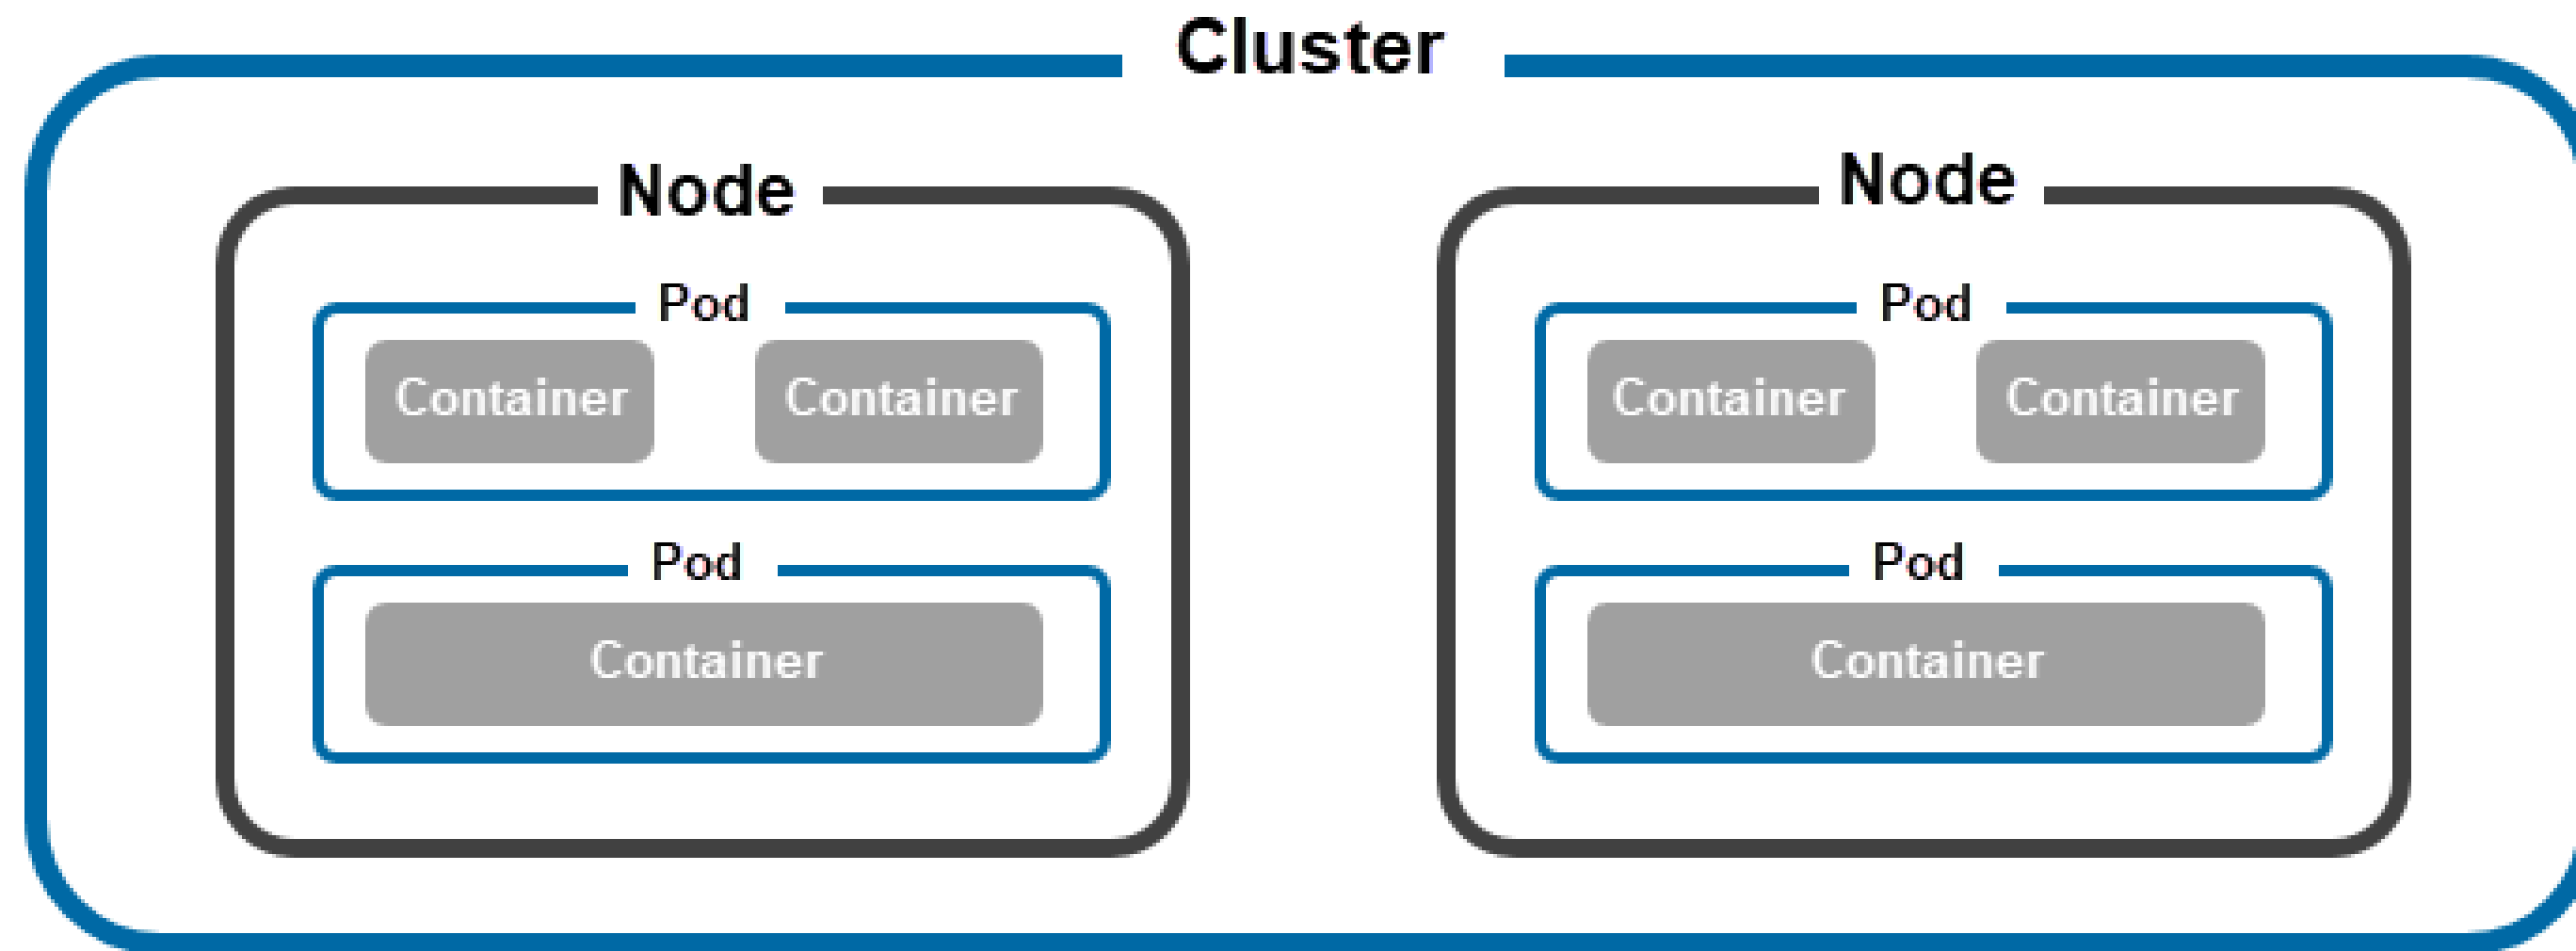 Cluster
Node
Node
Pod
Container
Container
Pod
Container
Pod
Container
Container
Pod
Container